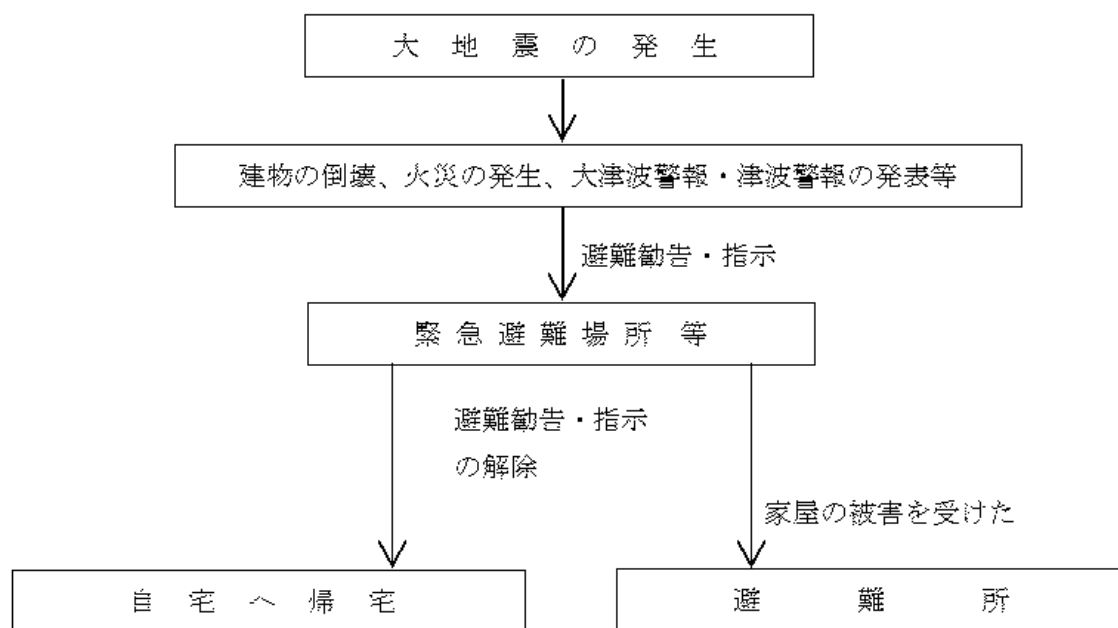 大地震の発生
建物の倒壊、火災の発生、大津波警報・津波警報の発表等
避難勧告・指示
緊急避難場所等
避難勧告・指示
の解除
家屋の被害を受けた
自宅へ帰宅
避難所